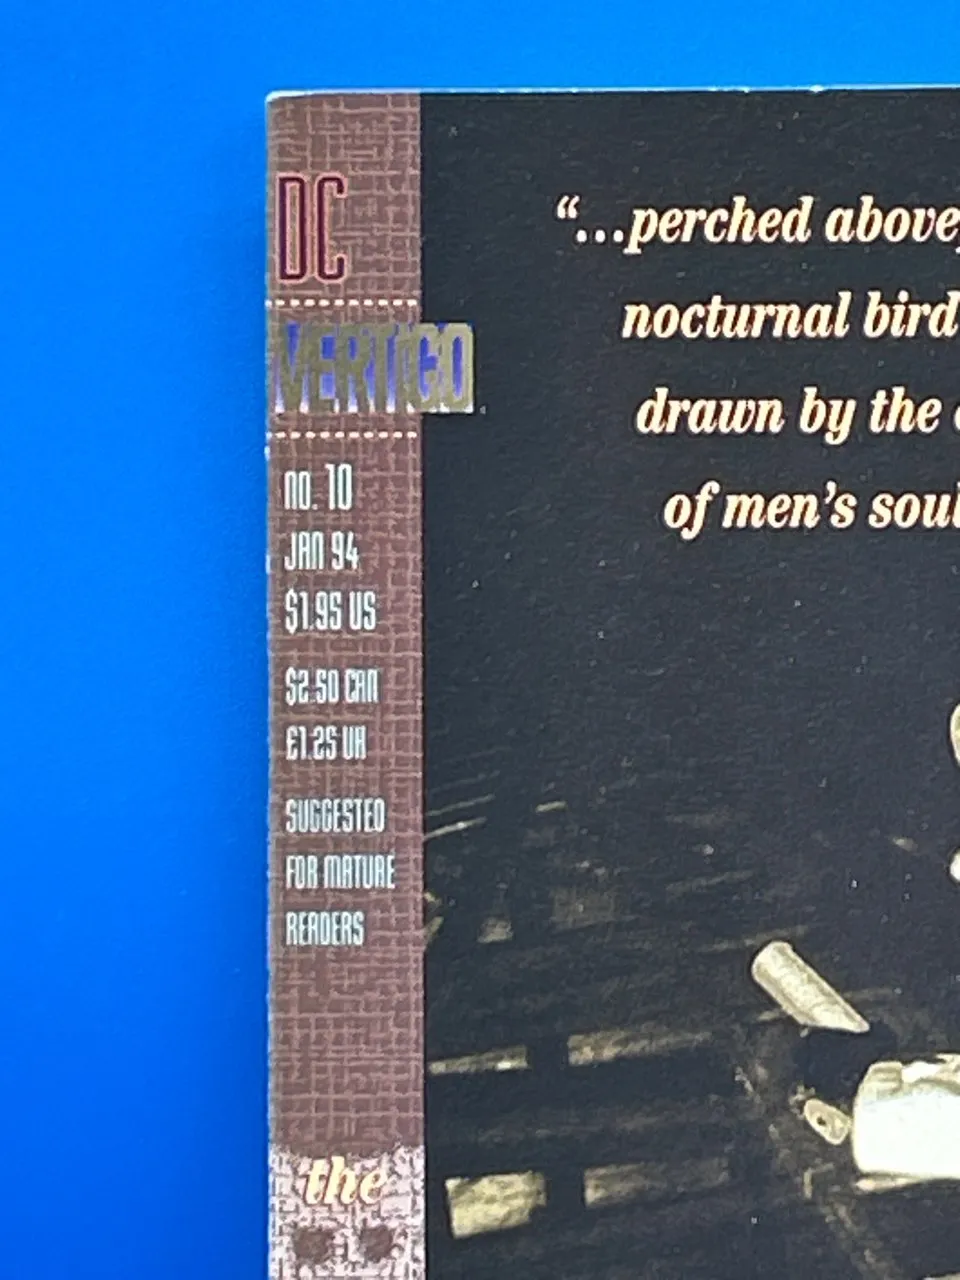 DC
VERTIGO
no. 10
JAN 94
$1.95 US
$2.50 CAN
£1.25 UK
SUGGESTED
FOR MATURE
READERS
the
“...perched above,
nocturnal bird
drawn by the
of men’s soul